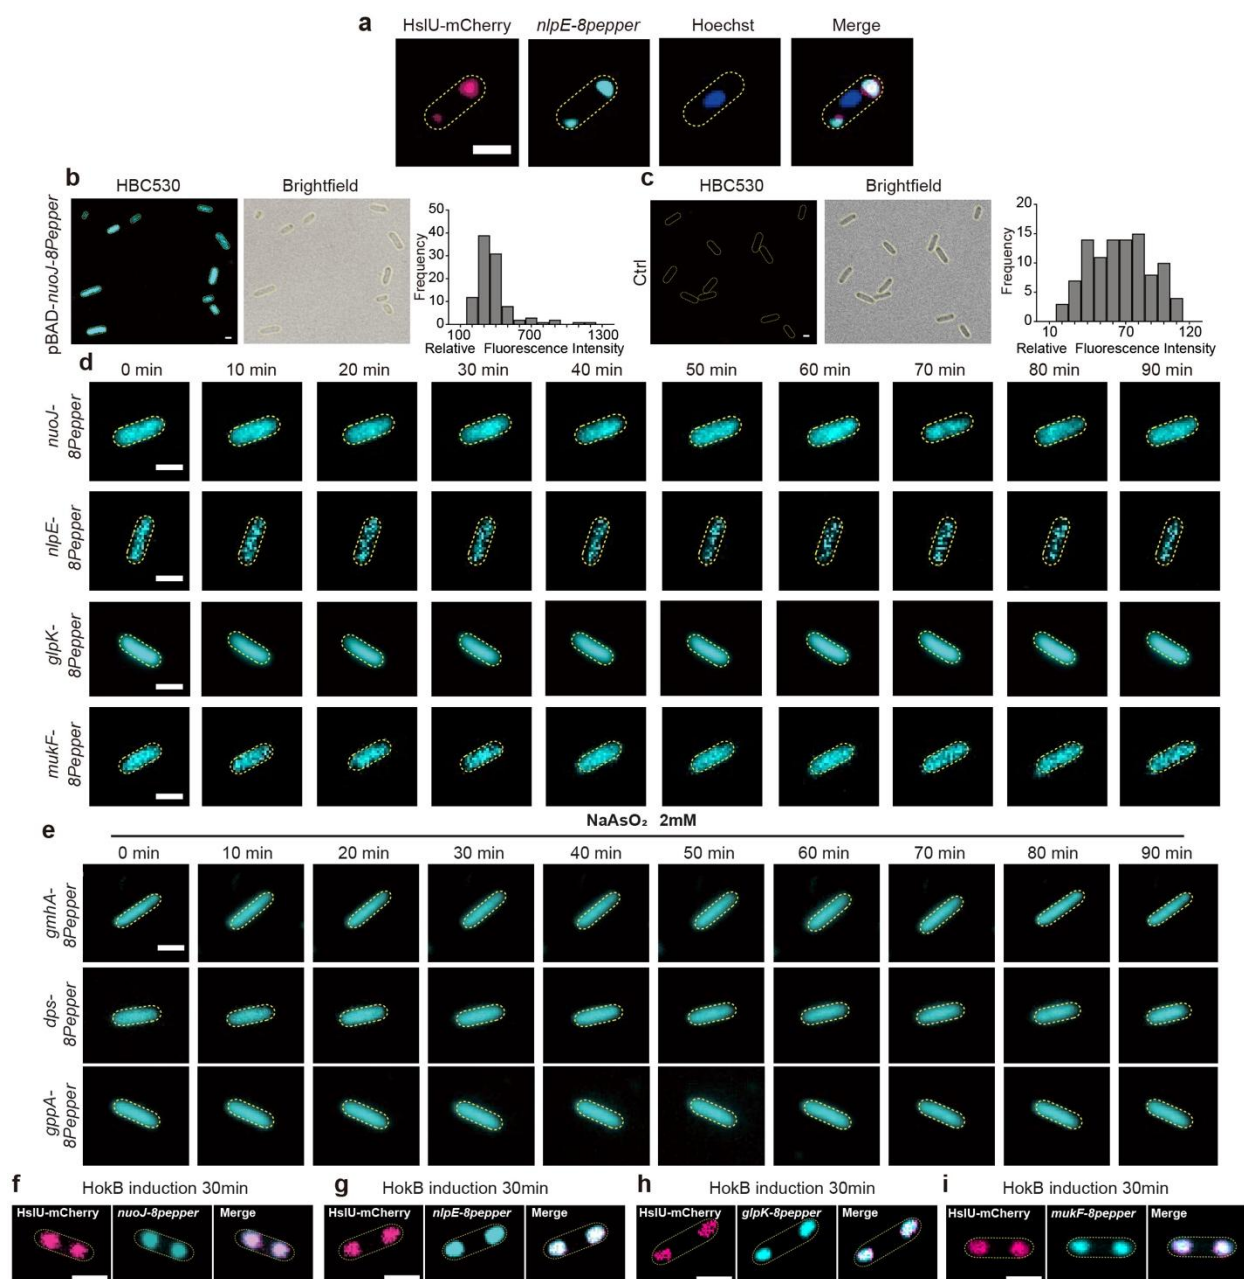 a
HslU-mCherry nlpE-8pepper Hoechst Merge
b c
HBC530 Brightfield HBC530 Brightfield
pBAD-nuoJ-8Pepper
Frequency
50
40
30
20
10
0
100 700 1300
Relative Fluorescence Intensity
Ctrl
Frequency
20
15
10
5
0
10 70 120
Relative Fluorescence Intensity
d
0 min 10 min 20 min 30 min 40 min 50 min 60 min 70 min 80 min 90 min
nuoJ-
8Pepper
nlpE-
8Pepper
glpK-
8Pepper
mukF-
8Pepper
e
NaAsO₂ 2mM
0 min 10 min 20 min 30 min 40 min 50 min 60 min 70 min 80 min 90 min
gmhA-
8Pepper
dps-
8Pepper
gppA-
8Pepper
f HokB induction 30min
HslU-mCherry nuoJ-8pepper Merge
g HokB induction 30min
HslU-mCherry nlpE-8pepper Merge
h HokB induction 30min
HslU-mCherry glpK-8pepper Merge
i HokB induction 30min
HslU-mCherry mukF-8pepper Merge